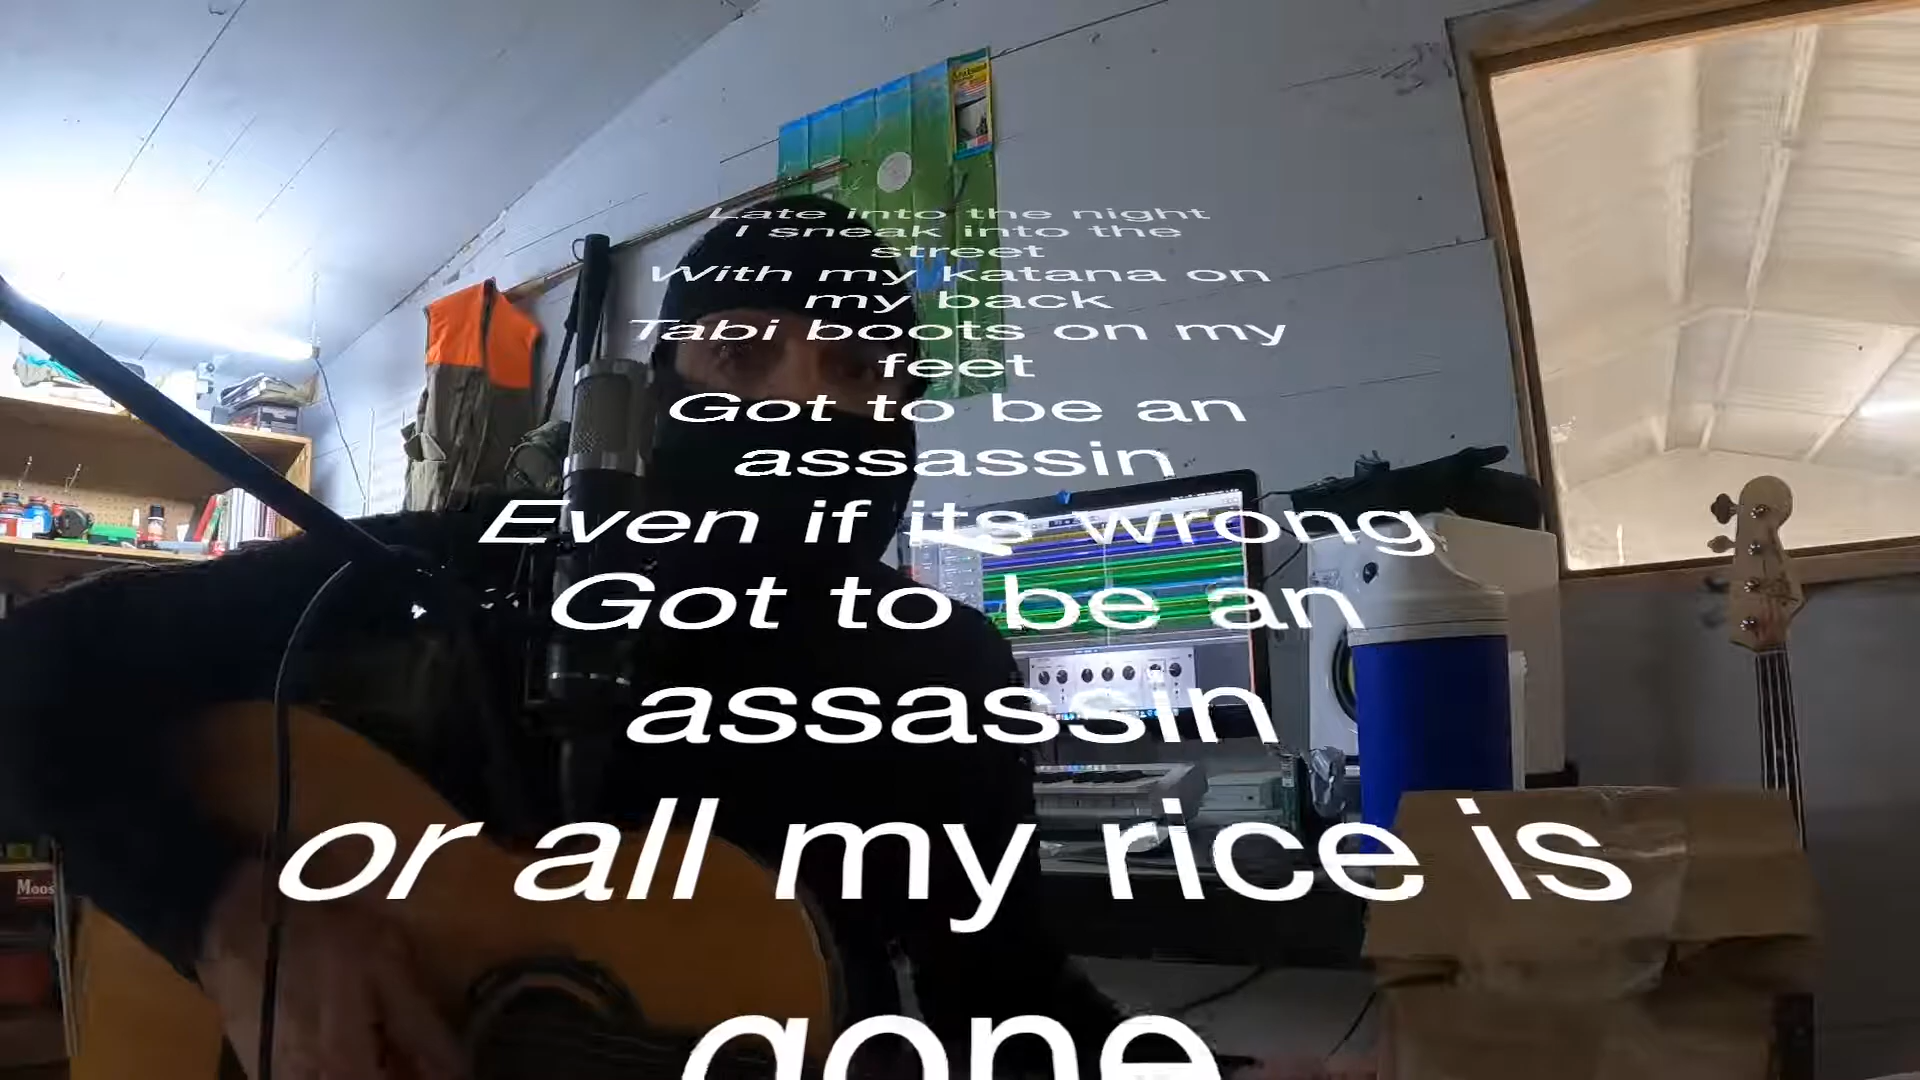 Late into the night
I sneak into the
street
With my katana on
my back
Tabi boots on my
feet
Got to be an
assassin
Even if its wrong
Got to be an
assassin
or all my rice is
gone
Moos